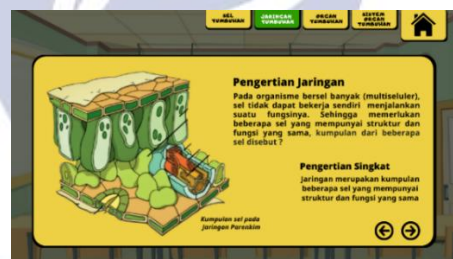 SEL
TUMBUHAN
JARINGAN
TUMBUHAN
ORGAN
TUMBUHAN
SISTEM
ORGAN
TUMBUHAN
Pengertian Jaringan
Pada organisme bersel banyak (multiseluler),
sel tidak dapat bekerja sendiri menjalankan
suatu fungsinya. Sehingga memerlukan
beberapa sel yang mempunyai struktur dan
fungsi yang sama, kumpulan dari beberapa
sel disebut ?
Pengertian Singkat
Jaringan merupakan kumpulan
beberapa sel yang mempunyai
struktur dan fungsi yang sama
Kumpulan sel pada
Jaringan Parenkim